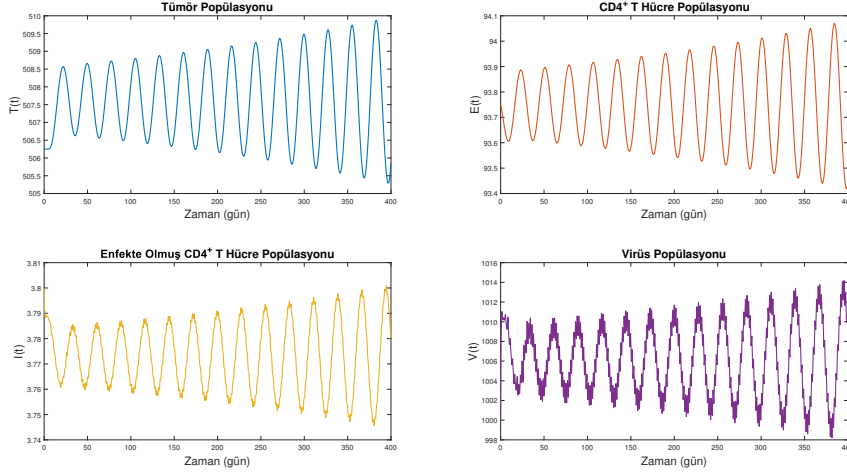 Tümör Popülasyonu
510
509.5
509
508.5
508
507.5
507
506.5
506
505.5
505
T(t)
0 50 100 150 200 250 300 350 400
Zaman (gün)
CD4⁺ T Hücre Popülasyonu
94.1
94
93.9
93.8
93.7
93.6
93.5
93.4
E(t)
0 50 100 150 200 250 300 350 400
Zaman (gün)
Enfekte Olmuş CD4⁺ T Hücre Popülasyonu
3.81
3.8
3.79
3.78
3.77
3.76
3.75
3.74
I(t)
0 50 100 150 200 250 300 350 400
Zaman (gün)
Virüs Popülasyonu
1016
1014
1012
1010
1008
1006
1004
1002
1000
998
V(t)
0 50 100 150 200 250 300 350 400
Zaman (gün)